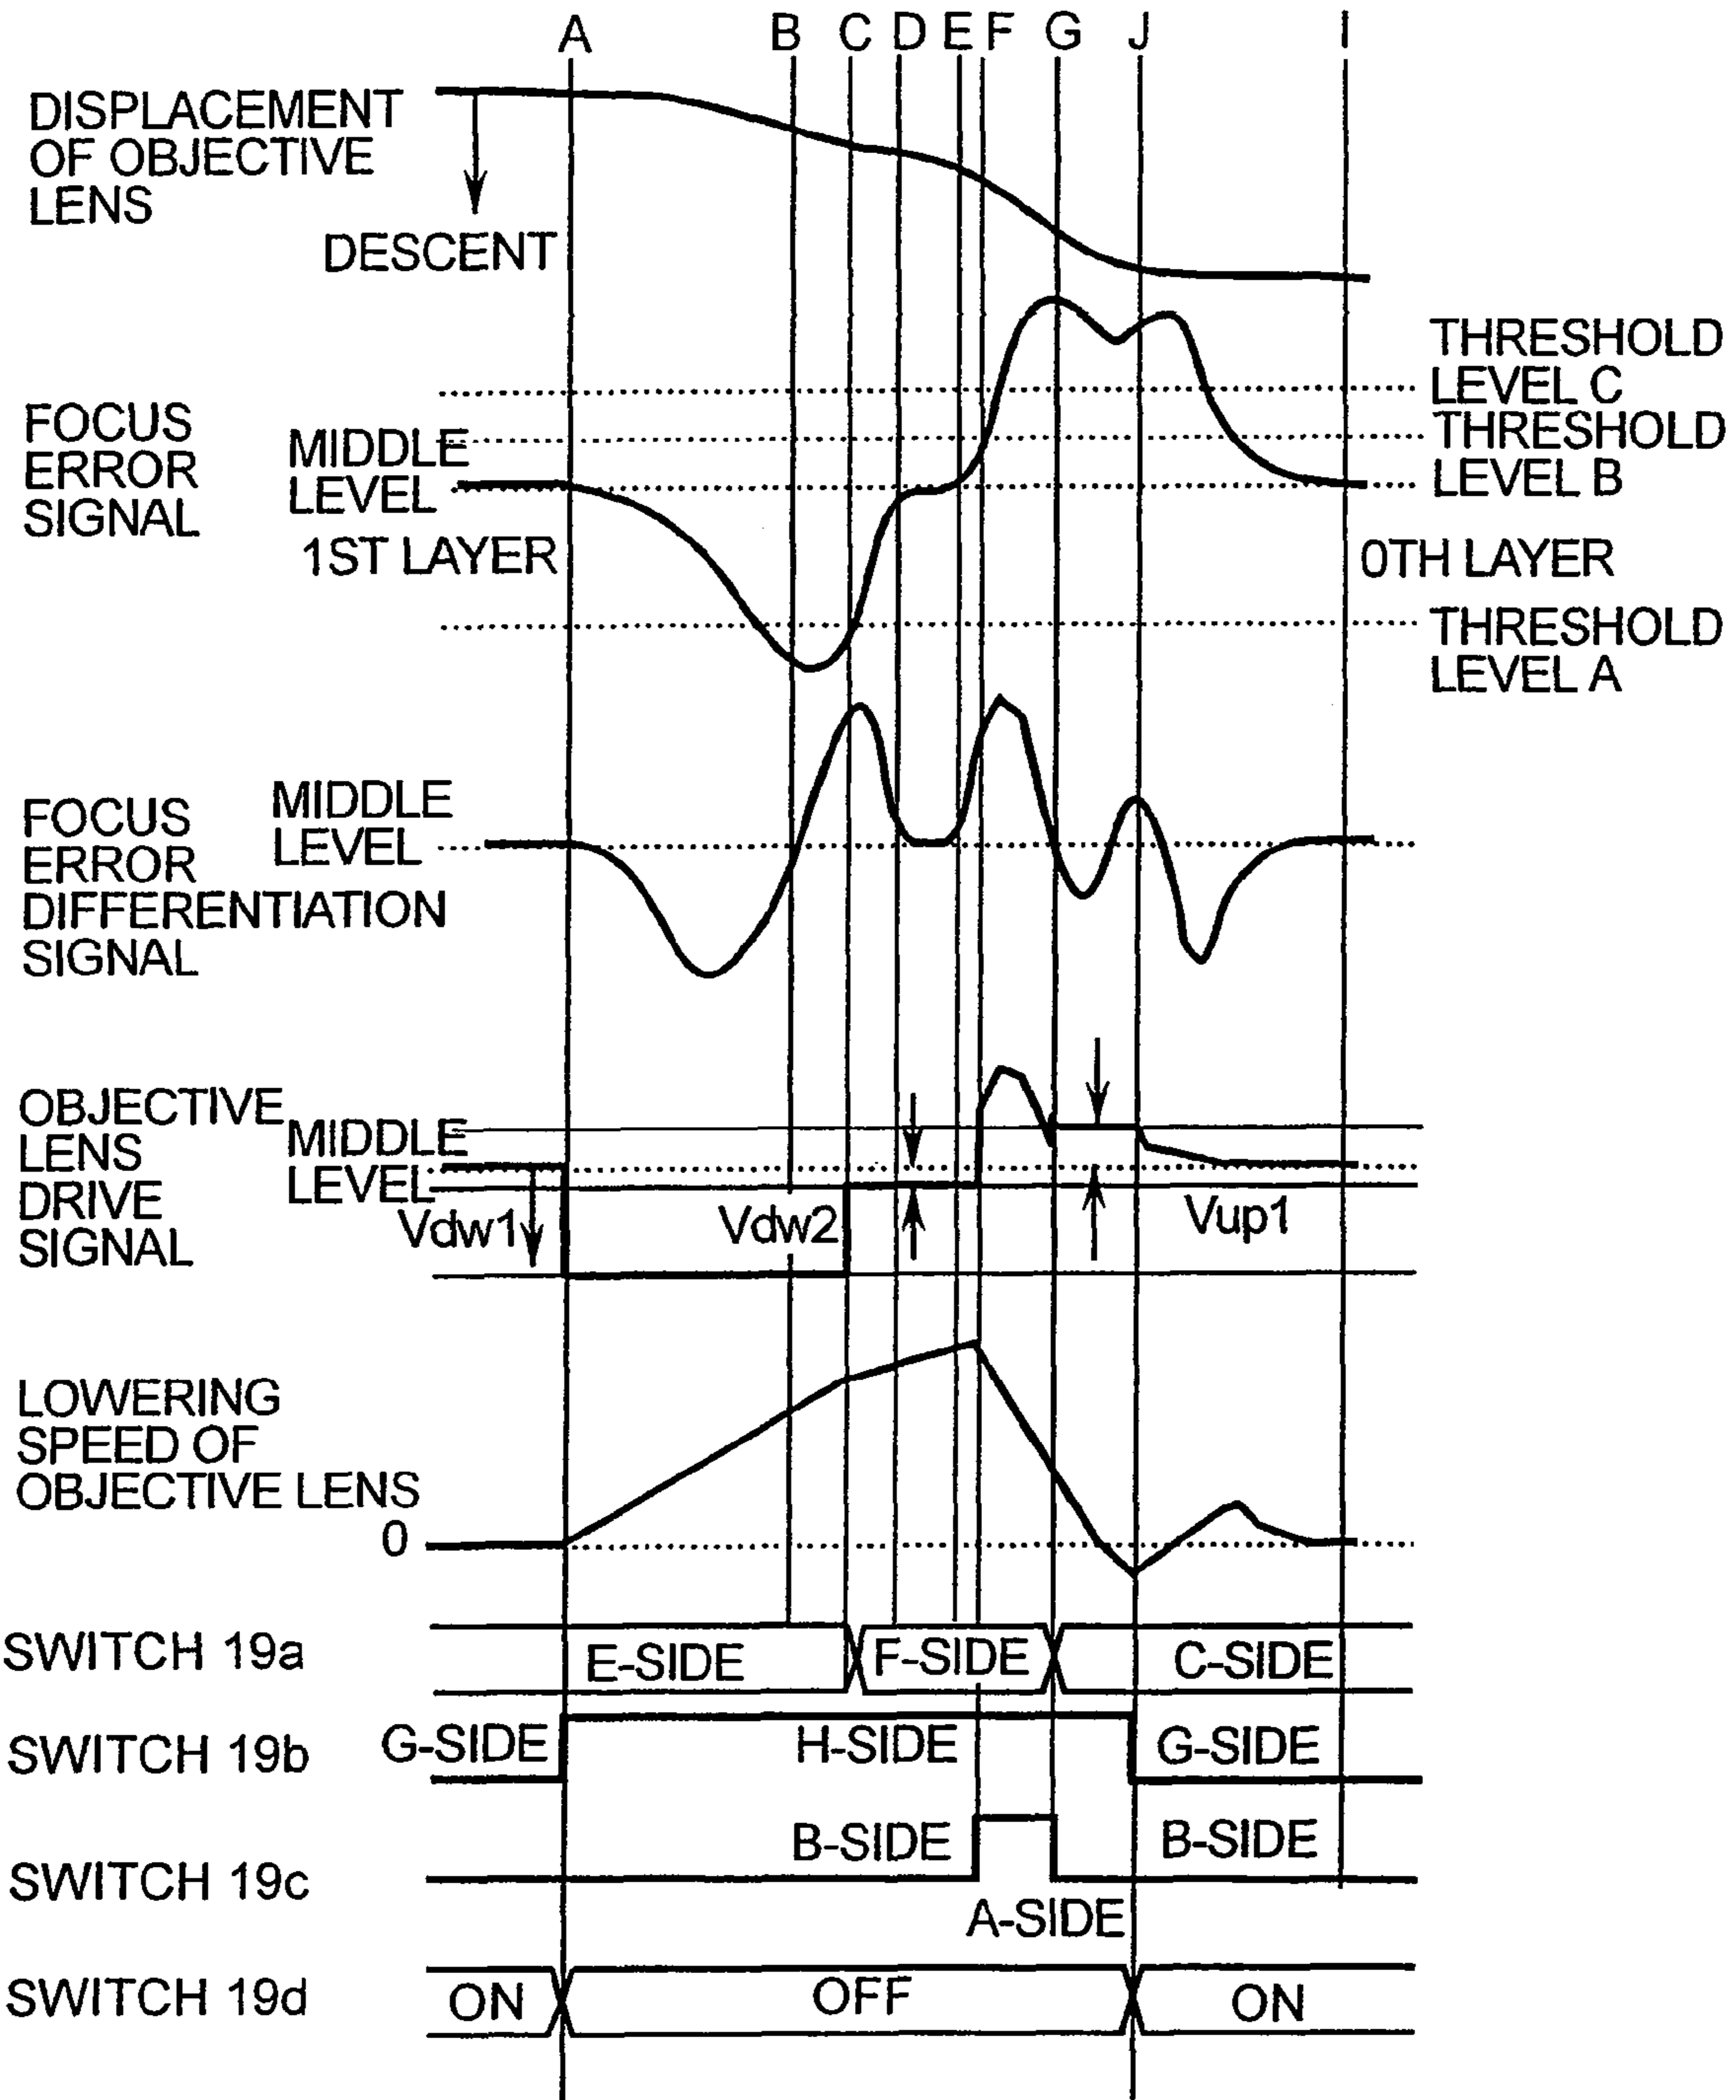 A B C D E F G J I
DISPLACEMENT
OF OBJECTIVE
LENS
DESCENT
THRESHOLD
LEVEL C
FOCUS
ERROR
SIGNAL
MIDDLE
LEVEL
THRESHOLD
LEVEL B
1ST LAYER
0TH LAYER
THRESHOLD
LEVEL A
FOCUS
ERROR
DIFFERENTIATION
SIGNAL
MIDDLE
LEVEL
OBJECTIVE
LENS
DRIVE
SIGNAL
MIDDLE
LEVEL
Vdw1
Vdw2
Vup1
LOWERING
SPEED OF
OBJECTIVE LENS
0
SWITCH 19a
E-SIDE
F-SIDE
C-SIDE
SWITCH 19b
G-SIDE
H-SIDE
G-SIDE
SWITCH 19c
B-SIDE
B-SIDE
A-SIDE
SWITCH 19d
ON
OFF
ON